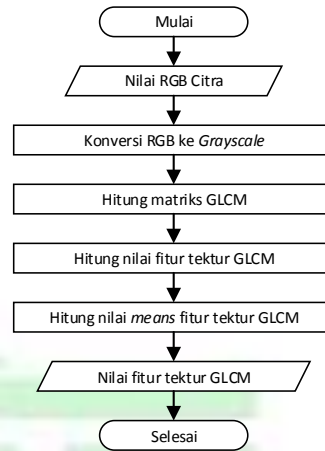 Mulai
Nilai RGB Citra
Konversi RGB ke Grayscale
Hitung matriks GLCM
Hitung nilai fitur tektur GLCM
Hitung nilai means fitur tektur GLCM
Nilai fitur tektur GLCM
Selesai